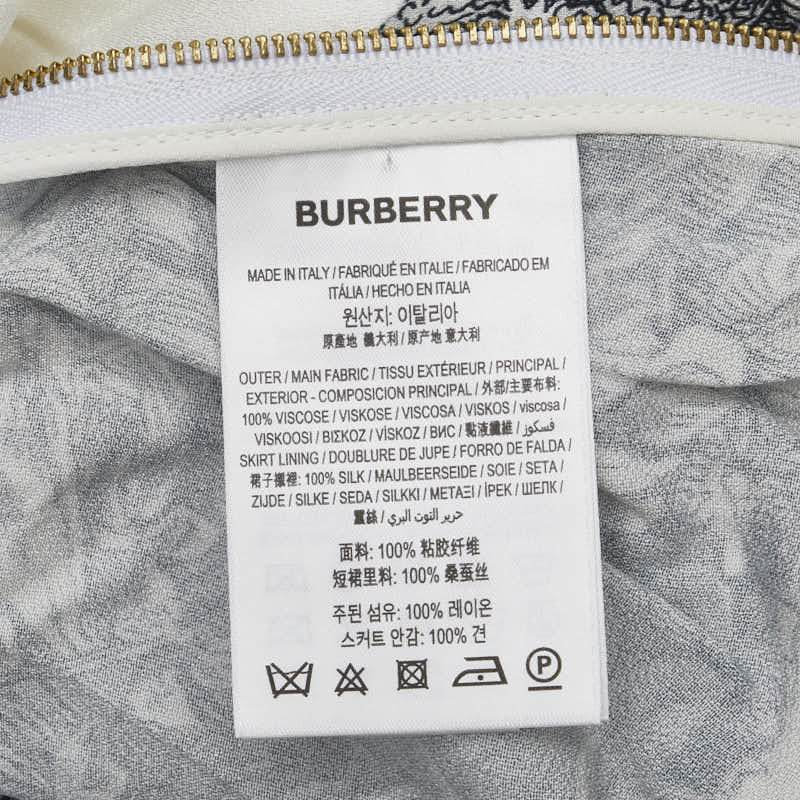 BURBERRY
MADE IN ITALY / FABRIQUÉ EN ITALIE / FABRICADO EM
ITÁLIA / HECHO EN ITALIA
원산지: 이탈리아
原產地 義大利 / 原产地 意大利
OUTER / MAIN FABRIC / TISSU EXTÉRIEUR / PRINCIPAL /
EXTERIOR - COMPOSICION PRINCIPAL / 外部/主要布料:
100% VISCOSE / VISKOSE / VISCOSA / VISKOS / viscosa /
VISKOOSI / ΒΙΣΚΟΖ / VİSKOZ / ВИС / 黏液纖維 / فسكوز /
SKIRT LINING / DOUBLURE DE JUPE / FORRO DE FALDA /
裙子襯裡: 100% SILK / MAULBEERSEIDE / SOIE / SETA /
ZIJDE / SILKE / SEDA / SILKKI / ΜΕΤΑΞΙ / İPEK / ШЕЛК /
蠶絲 / حرير التوت البري /
面料: 100% 粘胶纤维
短裙里料: 100% 桑蚕丝
주된 섬유: 100% 레이온
스커트 안감: 100% 견
P